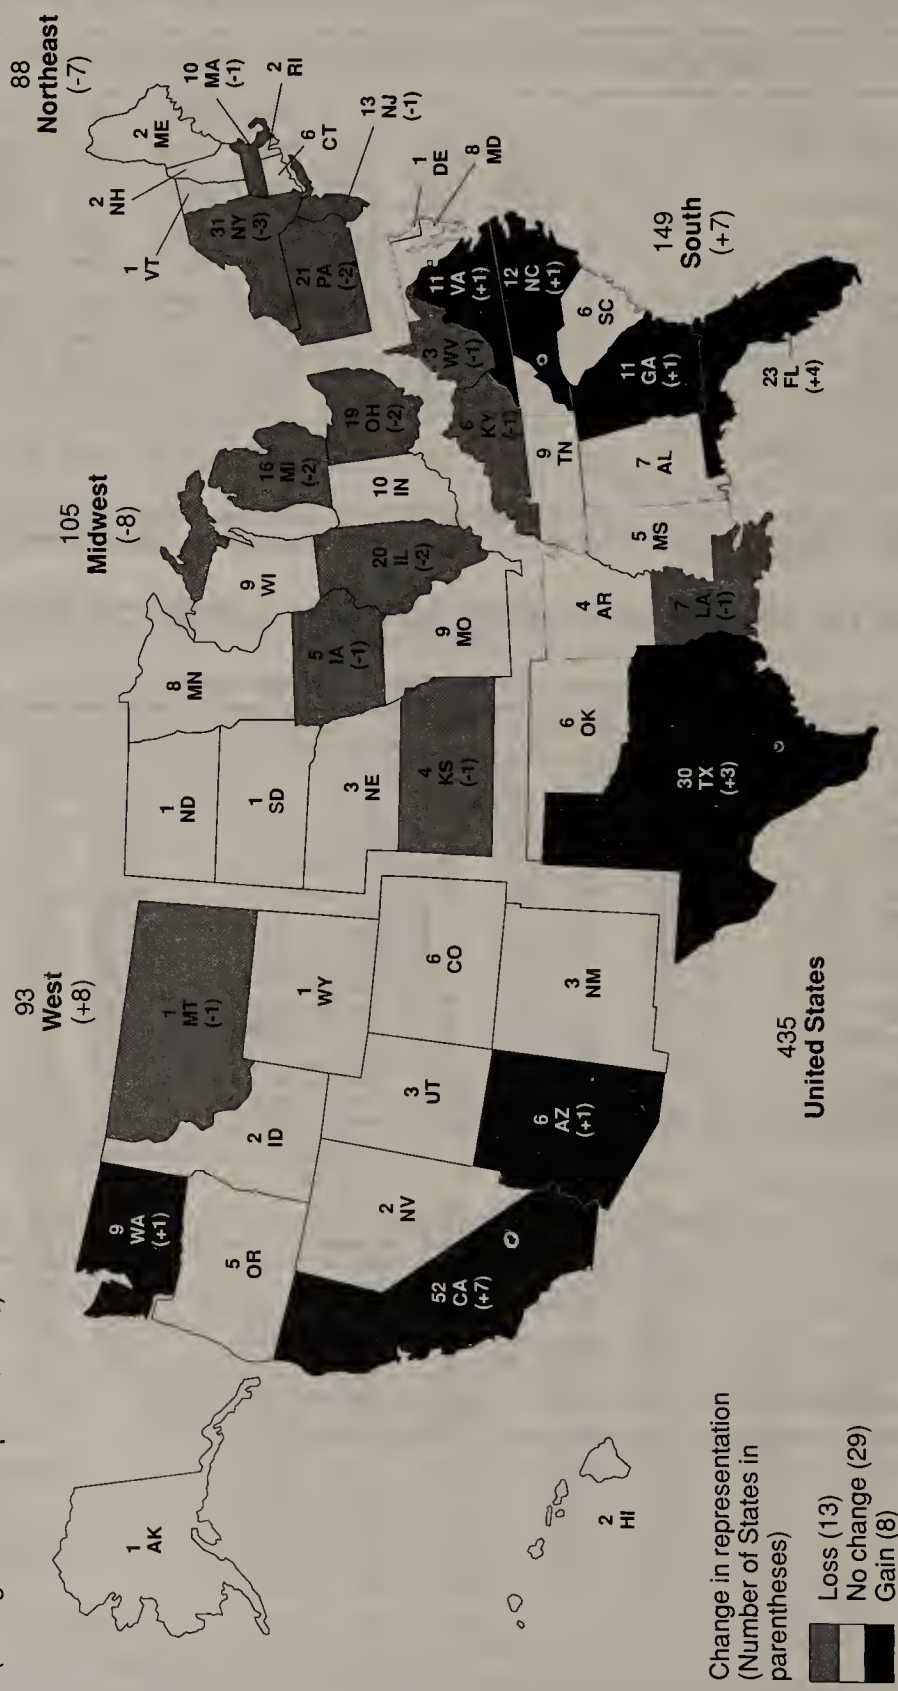 93
West
(+8)
105
Midwest
(-8)
88
Northeast
(-7)
149
South
(+7)
435
United States
1
AK
2
HI
9
WA
(+1)
5
OR
52
CA
(+7)
2
NV
2
ID
1
MT
(-1)
1
WY
3
UT
6
CO
6
AZ
(+1)
3
NM
1
ND
1
SD
3
NE
4
KS
(-1)
8
MN
5
IA
(-1)
9
MO
9
WI
20
IL
(-2)
16
MI
(-2)
10
IN
19
OH
(-2)
6
OK
30
TX
(+3)
4
AR
7
LA
(-1)
5
MS
7
AL
9
TN
6
KY
(-1)
3
WV
(-1)
11
VA
(+1)
12
NC
(+1)
6
SC
11
GA
(+1)
23
FL
(+4)
1
DE
8
MD
1
VT
2
NH
2
ME
31
NY
(-3)
21
PA
(-2)
10
MA
(-1)
2
RI
6
CT
13
NJ
(-1)
Change in representation
(Number of States in
parentheses)
Loss (13)
No change (29)
Gain (8)